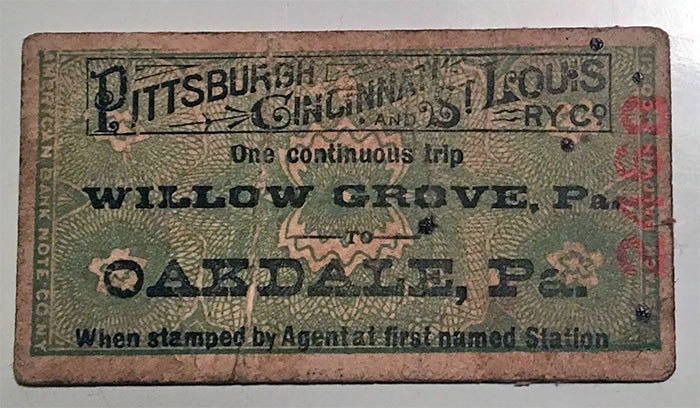 PITTSBURGH CINCINNATI AND ST LOUIS RY Co
One continuous trip
WILLOW GROVE, Pa.
TO
OAKDALE, Pa.
When stamped by Agent at first named Station
AMERICAN BANK NOTE CO. N.Y.